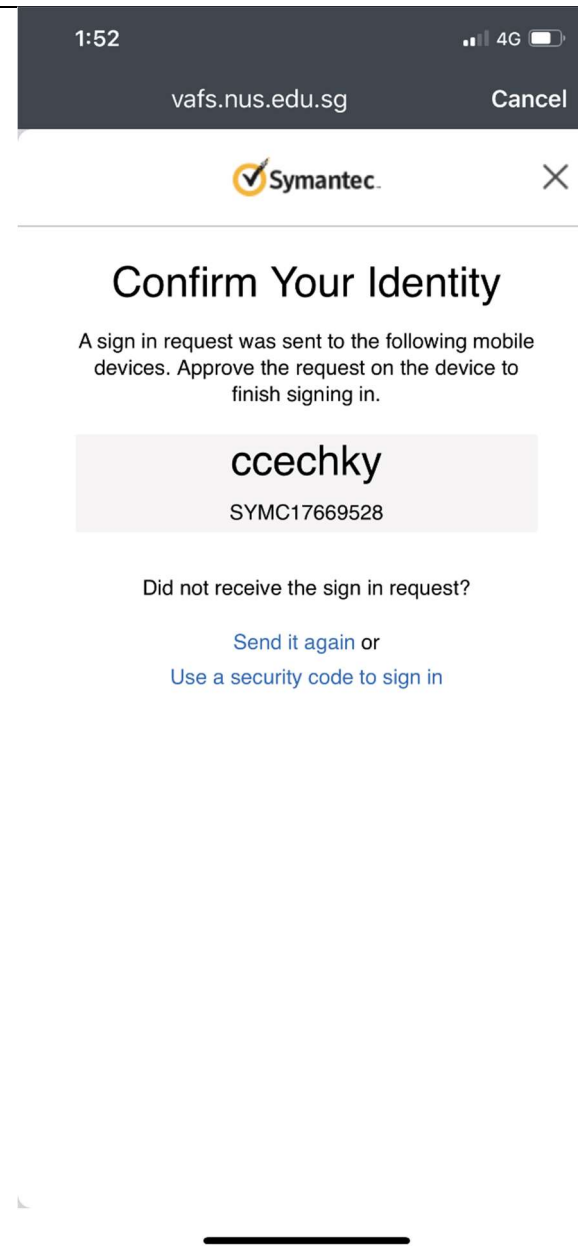 1:52 4G
vafs.nus.edu.sg Cancel
Symantec.
Confirm Your Identity
A sign in request was sent to the following mobile
devices. Approve the request on the device to
finish signing in.
ccechky
SYMC17669528
Did not receive the sign in request?
Send it again or
Use a security code to sign in